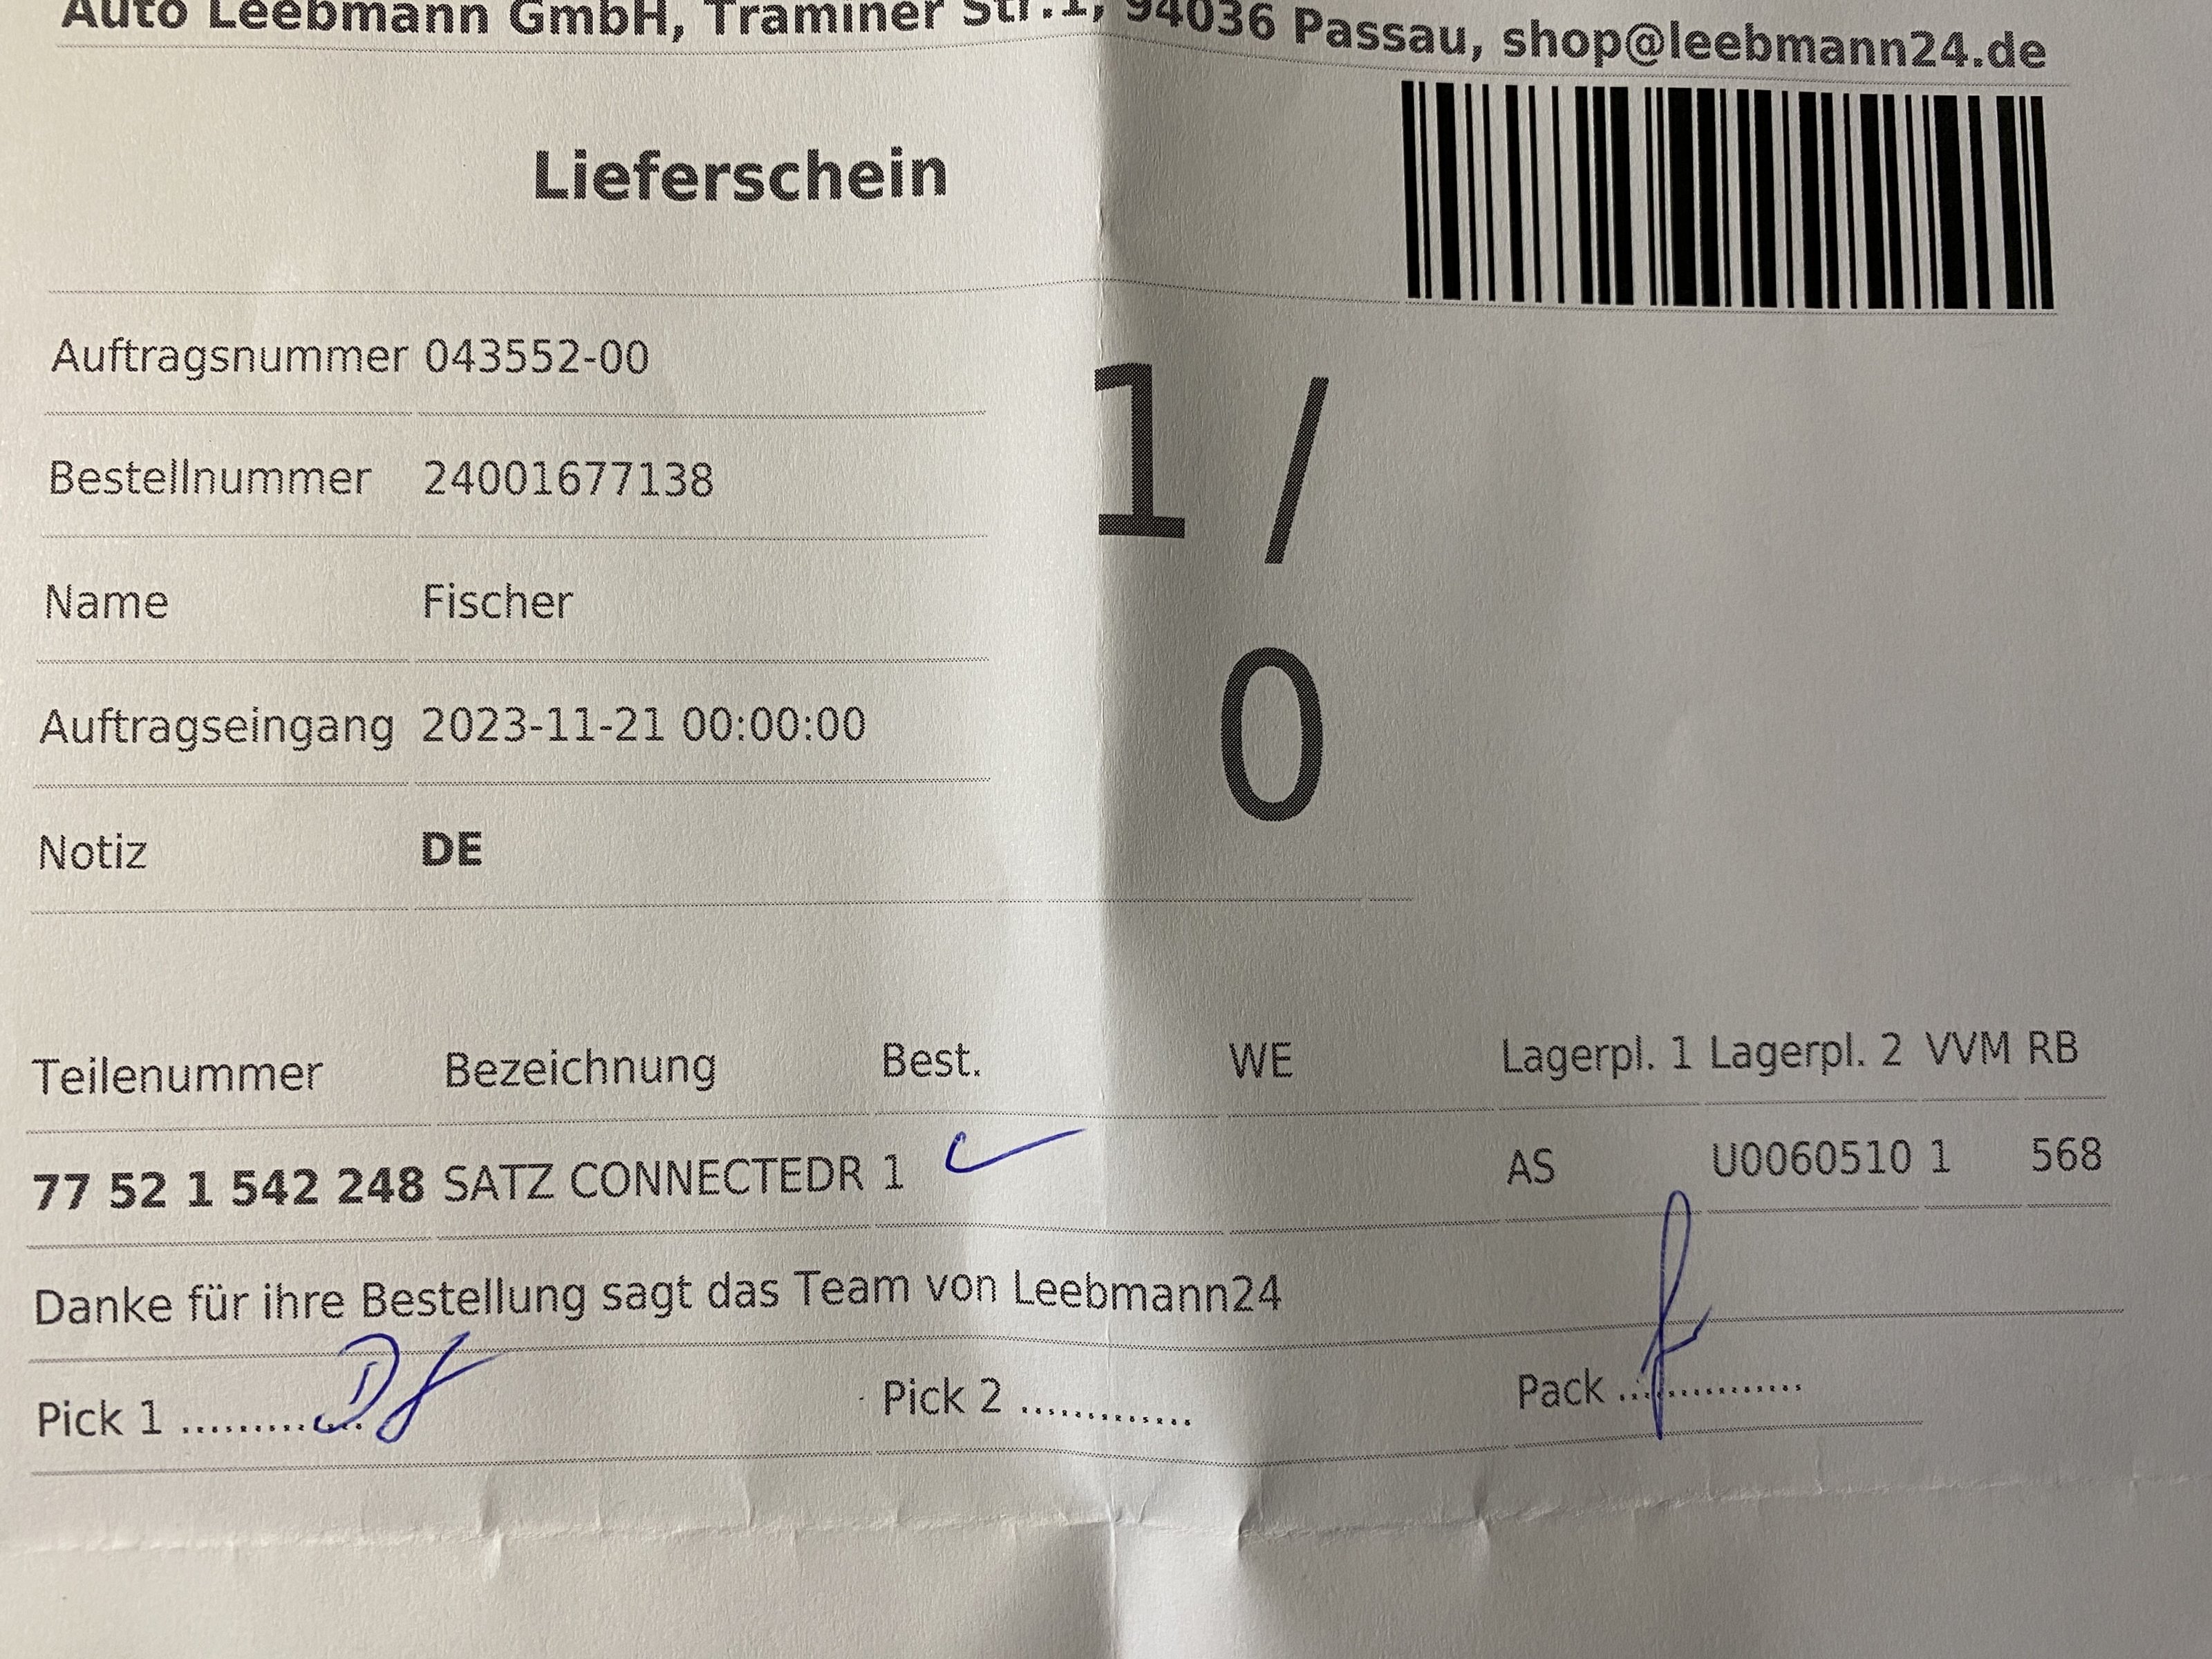 Auto Leebmann GmbH, Traminer Str.1, 94036 Passau, shop@leebmann24.de
Lieferschein
Auftragsnummer 043552-00
1 /
0
Bestellnummer 24001677138
Name Fischer
Auftragseingang 2023-11-21 00:00:00
Notiz DE
Teilenummer Bezeichnung Best. WE Lagerpl. 1 Lagerpl. 2 VVM RB
77 52 1 542 248 SATZ CONNECTEDR 1 AS U0060510 1 568
Danke für ihre Bestellung sagt das Team von Leebmann24
Pick 1 ............. Pick 2 ............. Pack .............